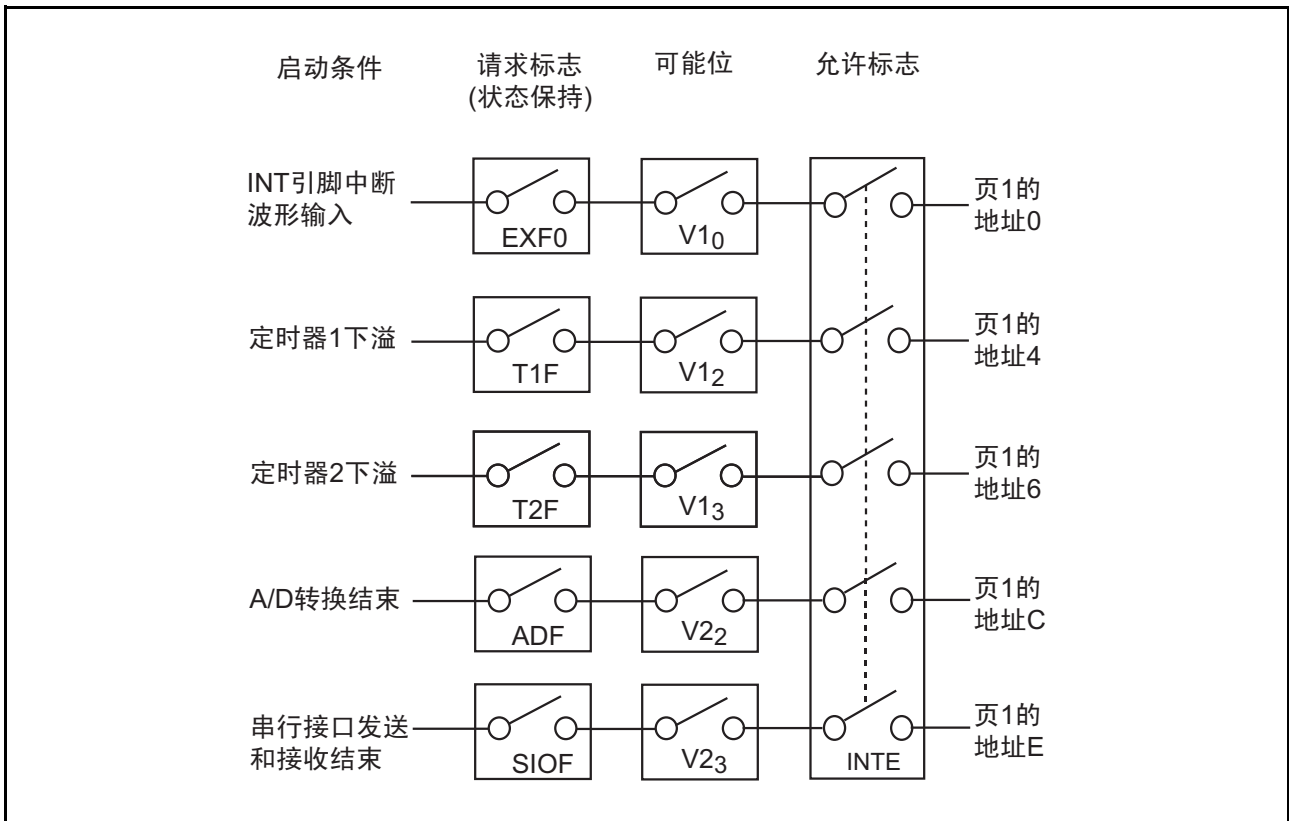 启动条件 请求标志 可能位 允许标志
(状态保持)
INT引脚中断
波形输入
EXF0
V1₀
页1的
地址0
定时器1下溢
T1F
V1₂
页1的
地址4
定时器2下溢
T2F
V1₃
页1的
地址6
A/D转换结束
ADF
V2₂
页1的
地址C
串行接口发送
和接收结束
SIOF
V2₃
INTE
页1的
地址E